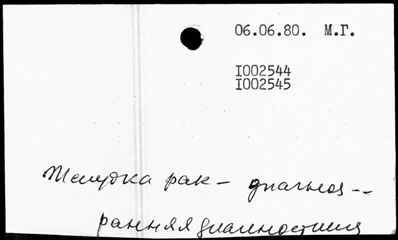 06.06.80. М.Г.
I002544
I002545
Желудка рак - диагноз --
ранняя диагностика